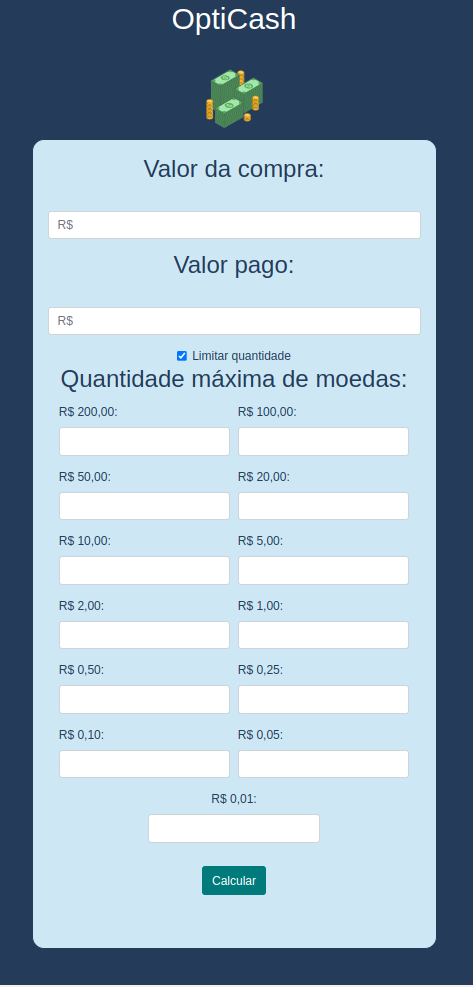 OptiCash
Valor da compra:
R$
Valor pago:
R$
Limitar quantidade
Quantidade máxima de moedas:
R$ 200,00: R$ 100,00:
R$ 50,00: R$ 20,00:
R$ 10,00: R$ 5,00:
R$ 2,00: R$ 1,00:
R$ 0,50: R$ 0,25:
R$ 0,10: R$ 0,05:
R$ 0,01:
Calcular